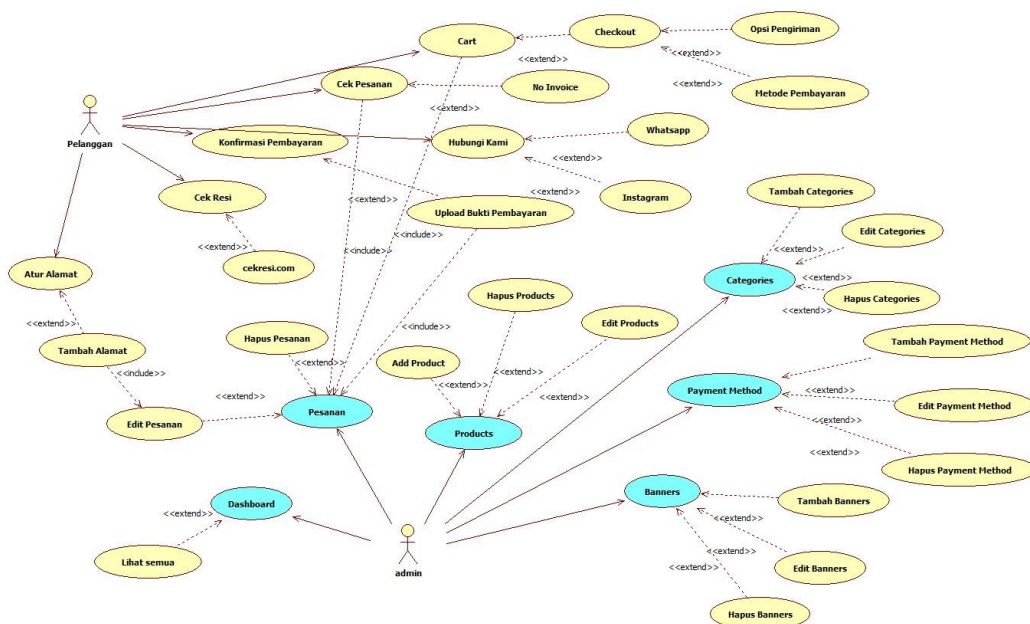 Cart
Checkout
Opsi Pengiriman
<<extend>>
<<extend>>
Cek Pesanan
No Invoice
<<extend>>
Metode Pembayaran
<<extend>>
Pelanggan
Konfirmasi Pembayaran
Hubungi Kami
Whatsapp
<<extend>>
Tambah Categories
Cek Resi
<<extend>>
<<extend>>
Instagram
Upload Bukti Pembayaran
Edit Categories
<<extend>>
<<include>>
<<include>>
<<extend>>
Atur Alamat
cekresi.com
Categories
<<extend>>
Hapus Categories
<<extend>>
Hapus Products
<<extend>>
Hapus Pesanan
<<include>>
Edit Products
Tambah Alamat
<<extend>>
Add Product
Tambah Payment Method
<<include>>
<<extend>>
<<extend>>
<<extend>>
Payment Method
<<extend>>
Edit Payment Method
<<extend>>
Pesanan
Edit Pesanan
Products
<<extend>>
Hapus Payment Method
Dashboard
Banners
Tambah Banners
<<extend>>
<<extend>>
<<extend>>
Lihat semua
admin
<<extend>>
Edit Banners
Hapus Banners